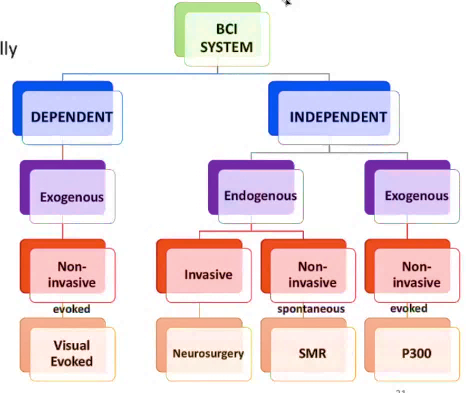 BCI
SYSTEM
ally
DEPENDENT
INDEPENDENT
Exogenous
Endogenous
Exogenous
Non-
invasive
Invasive
Non-
invasive
Non-
invasive
evoked
spontaneous
evoked
Visual
Evoked
Neurosurgery
SMR
P300